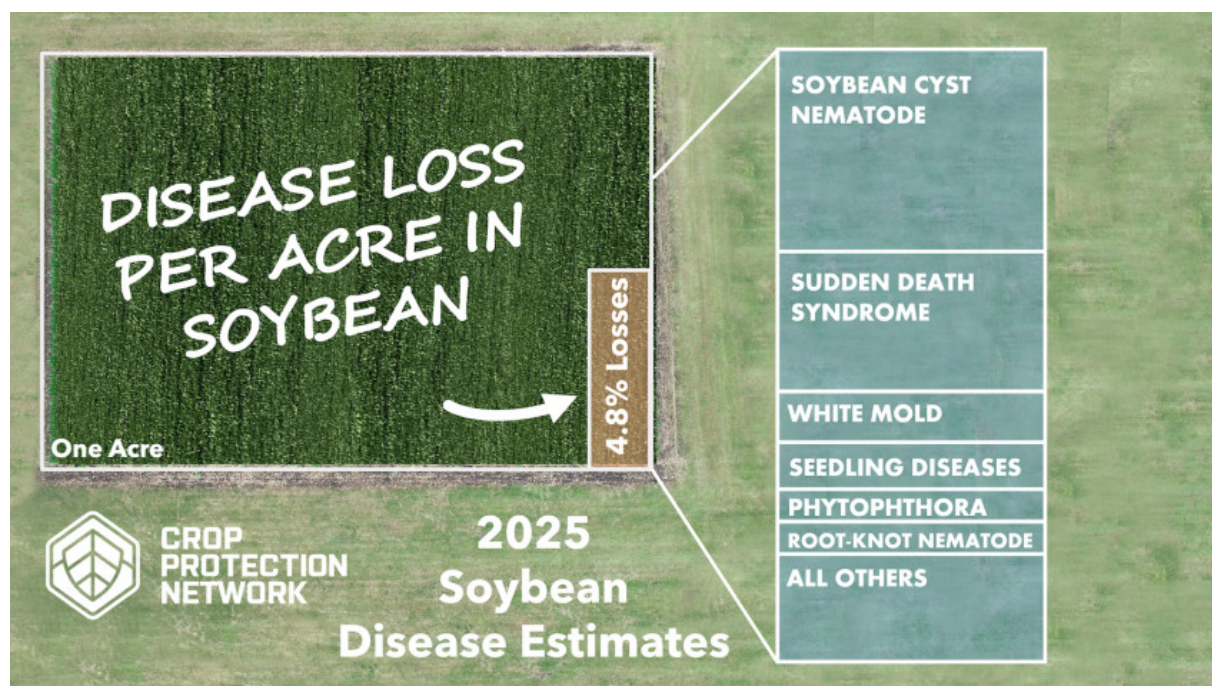 DISEASE LOSS
PER ACRE IN
SOYBEAN
4.8% Losses
One Acre
SOYBEAN CYST
NEMATODE
SUDDEN DEATH
SYNDROME
WHITE MOLD
SEEDLING DISEASES
PHYTOPHTHORA
ROOT-KNOT NEMATODE
ALL OTHERS
CROP
PROTECTION
NETWORK
2025
Soybean
Disease Estimates